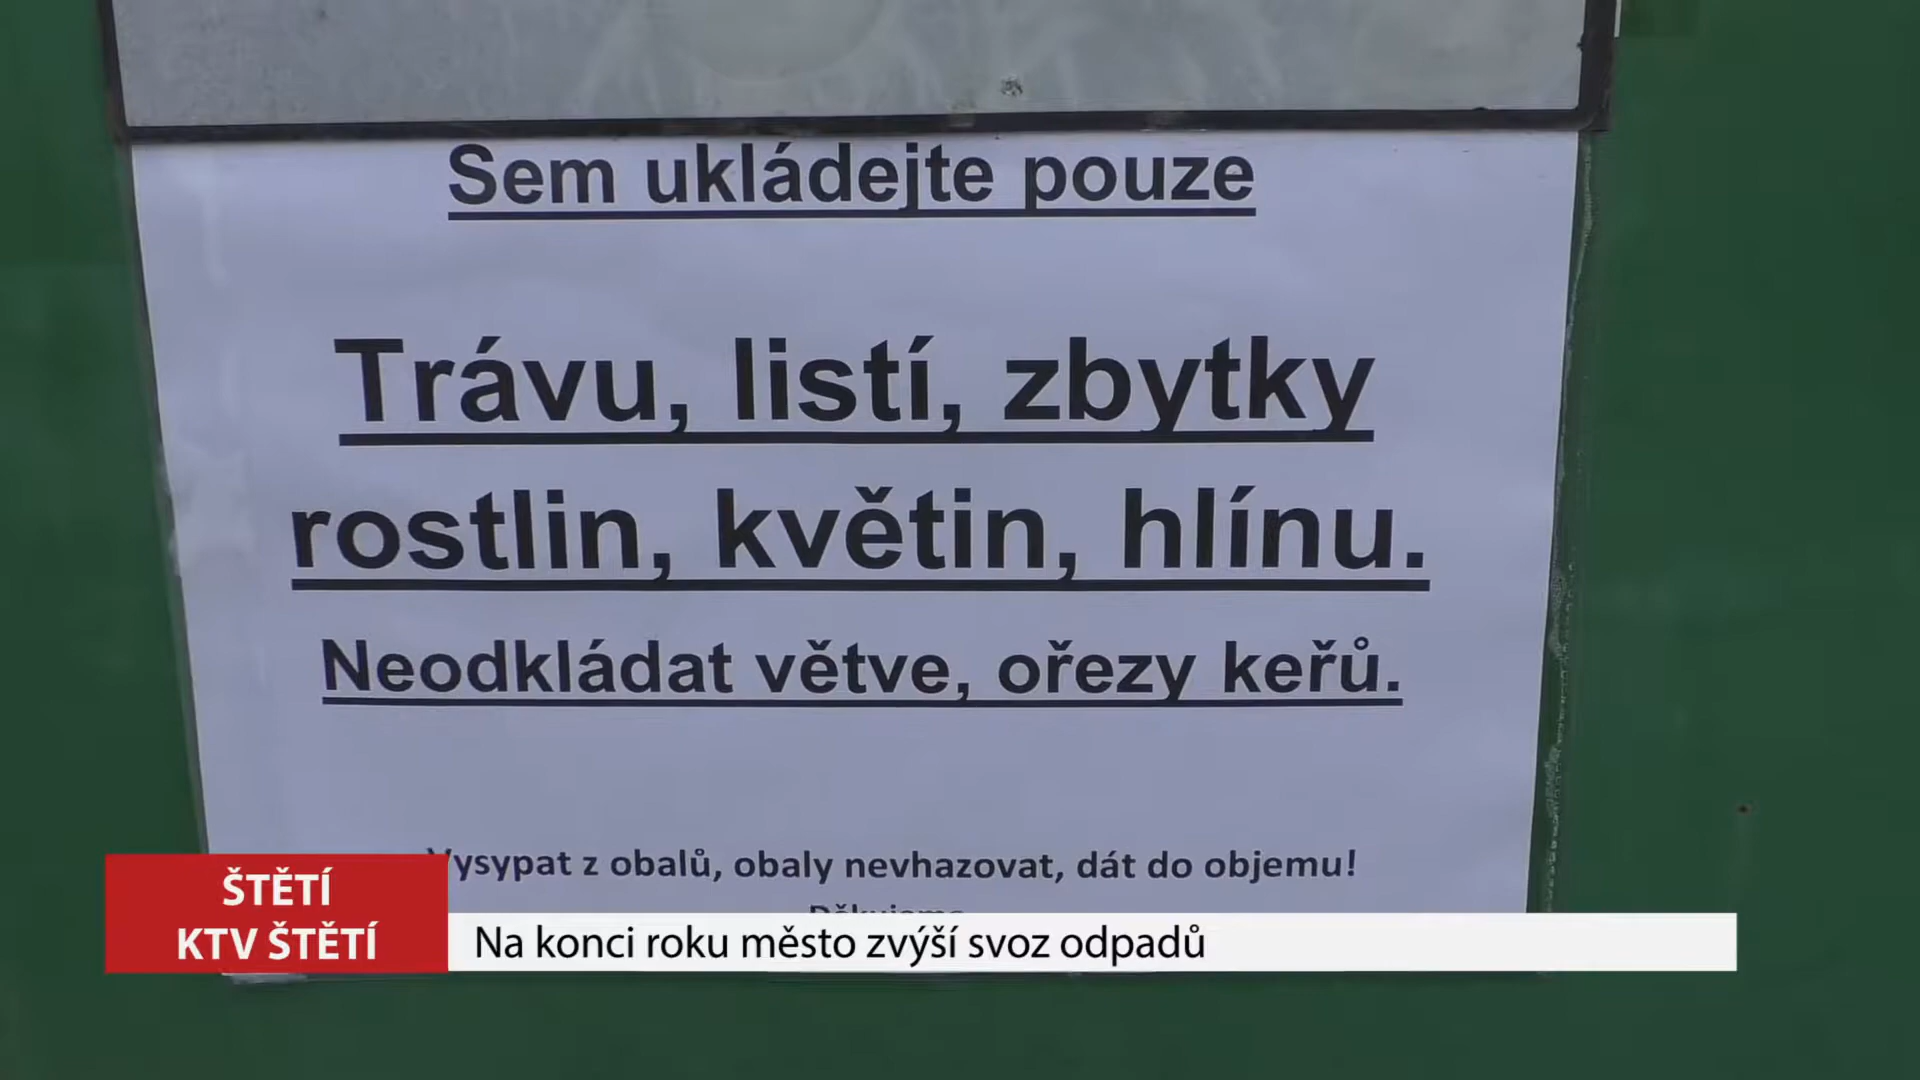 Sem ukládejte pouze
Trávu, listí, zbytky
rostlin, květin, hlínu.
Neodkládat větve, ořezy keřů.
Vysypat z obalů, obaly nevhazovat, dát do objemu!
ŠTĚTÍ
KTV ŠTĚTÍ
Na konci roku město zvýší svoz odpadů